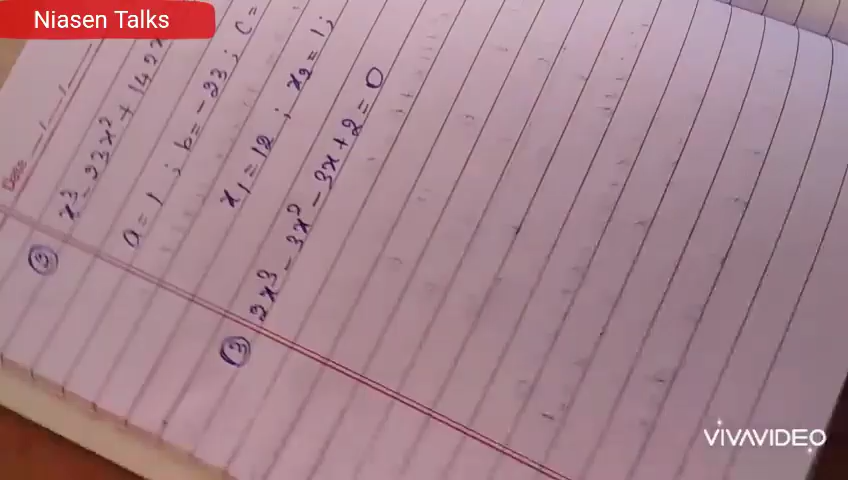 Niasen Talks
Date
② x³ - 23x² + 142x
a = 1 ; b = -23 ; c =
x₁ = 12 ; x₂ = 1 ;
③ 2x³ - 3x² - 3x + 2 = 0
VIVAVIDEO